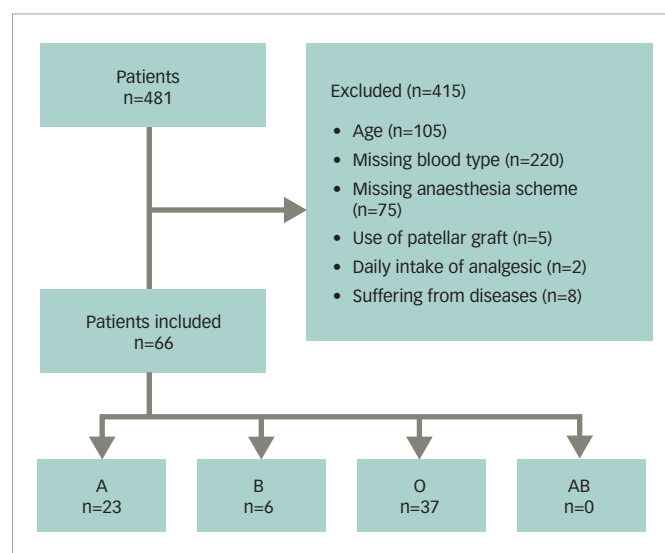 Patients
n=481
Excluded (n=415)
• Age (n=105)
• Missing blood type (n=220)
• Missing anaesthesia scheme
(n=75)
• Use of patellar graft (n=5)
• Daily intake of analgesic (n=2)
• Suffering from diseases (n=8)
Patients included
n=66
A
n=23
B
n=6
O
n=37
AB
n=0